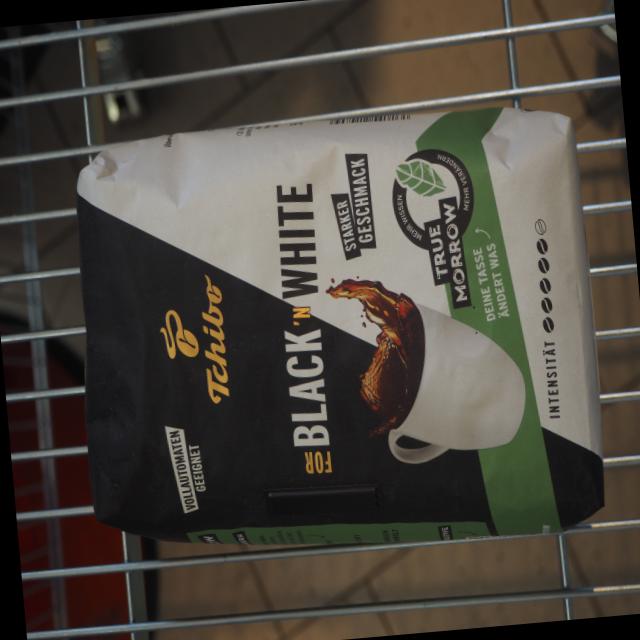 Tchibo
VOLLAUTOMATEN
GEEIGNET
FOR
BLACK 'N WHITE
STARKER
GESCHMACK
TRUE
MORROW
DEINE TASSE
ÄNDERT WAS
INTENSITÄT